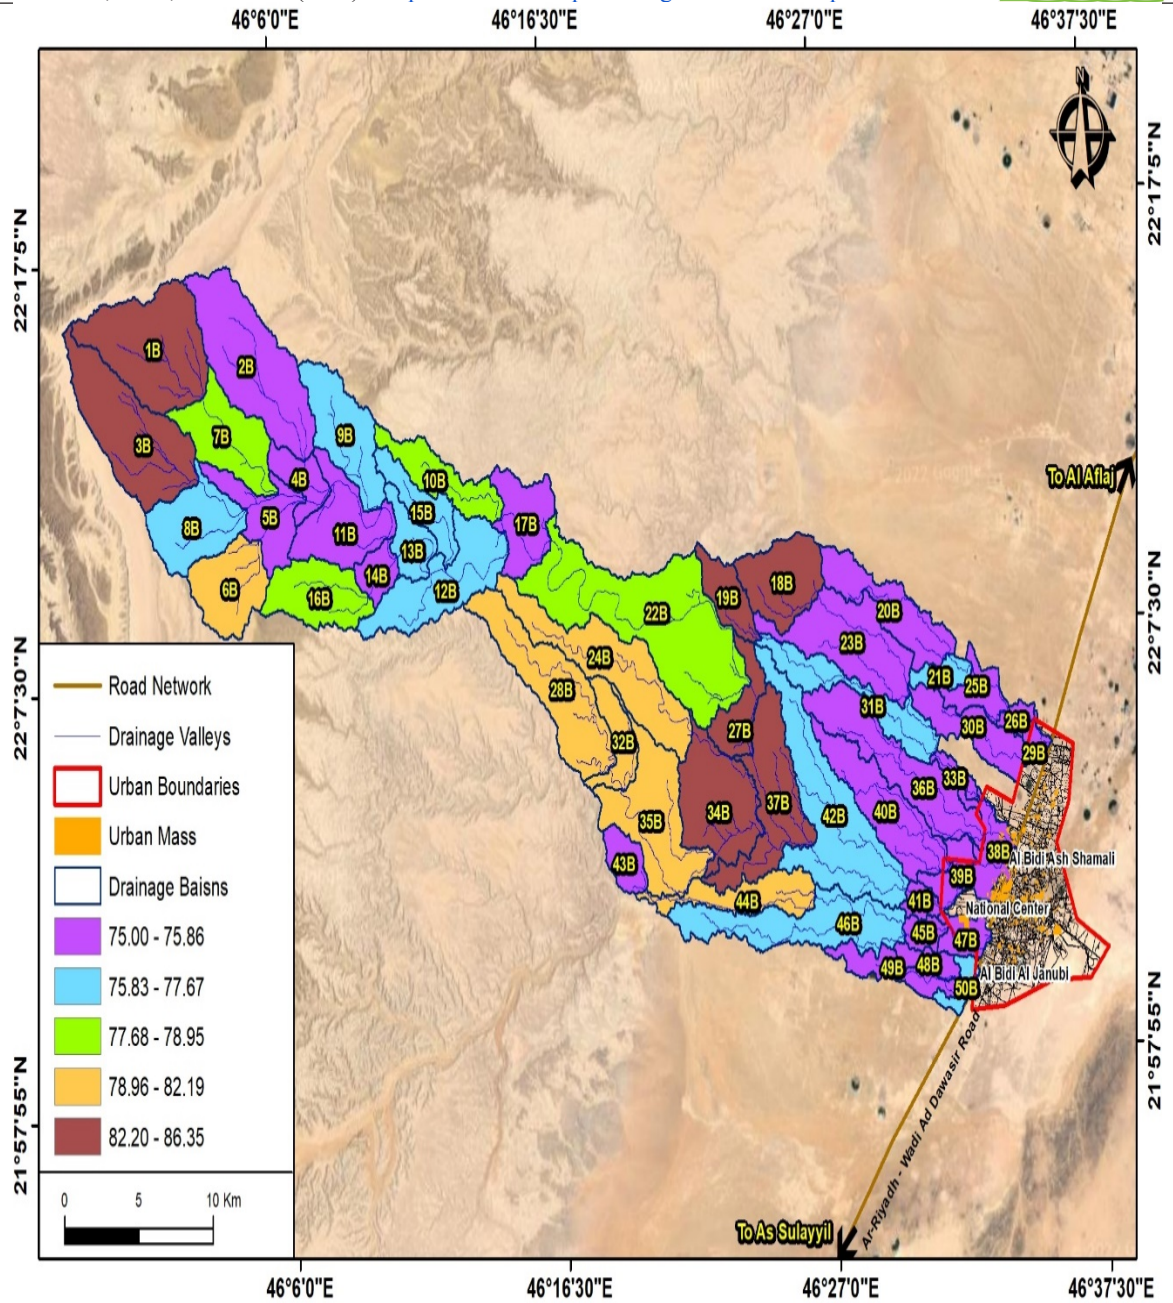 46°6'0"E
46°16'30"E
46°27'0"E
46°37'30"E
N
22°17'5"N
22°17'5"N
1B
2B
3B
7B
9B
4B
10B
To Al Aflaj
8B
5B
15B
11B
17B
13B
14B
12B
6B
16B
18B
19B
22B
20B
23B
22°7'30"N
24B
21B
25B
28B
31B
26B
30B
27B
32B
29B
22°7'30"N
33B
36B
34B
37B
40B
42B
35B
38B
Al Bidi Ash Shamali
43B
39B
44B
41B
National Center
46B
45B
47B
49B
48B
Al Bidi Al Janubi
50B
21°57'55"N
21°57'55"N
Ar-Riyadh - Wadi Ad Dawasir Road
To As Sulayyil
Road Network
Drainage Valleys
Urban Boundaries
Urban Mass
Drainage Baisns
75.00 - 75.86
75.83 - 77.67
77.68 - 78.95
78.96 - 82.19
82.20 - 86.35
0 5 10 Km
46°6'0"E
46°16'30"E
46°27'0"E
46°37'30"E